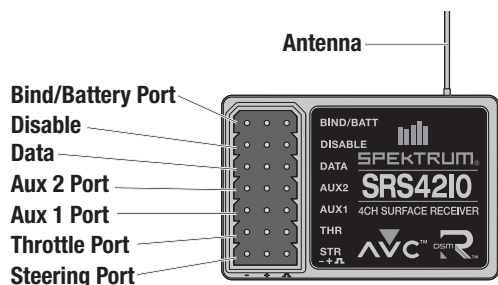 Antenna
Bind/Battery Port
Disable
Data
Aux 2 Port
Aux 1 Port
Throttle Port
Steering Port
BIND/BATT
DISABLE
DATA
AUX2
AUX1
THR
STR
- + ⎍
SPEKTRUM®
SRS4210
4CH SURFACE RECEIVER
AVC™
DSMR™
- + ⎍